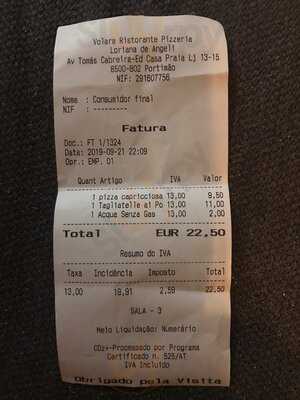 Volare Ristorante Pizzeria
Loriana de Angeli
Av Tomás Cabreira-Ed Casa Praia Lj 13-15
8500-802 Portimão
NIF: 291607756
Nome : Consumidor final
NIF : ---------
Fatura
Doc.: FT 1/1324
Data: 2019-09-21 22:09
Opr.: EMP. 01
Quant Artigo IVA Valor
1 pizza capricciosa 13,00 9,50
1 Tagliatelle al Po 13,00 11,00
1 Acqua Senza Gas 13,00 2,00
Total EUR 22,50
Resumo do IVA
Taxa Incidência Imposto Total
13,00 19,91 2,59 22,50
SALA - 3
Meio Liquidação: Numerário
Processado por Programa
Certificado n. 525/AT
IVA Incluido
Obrigado pela Visita